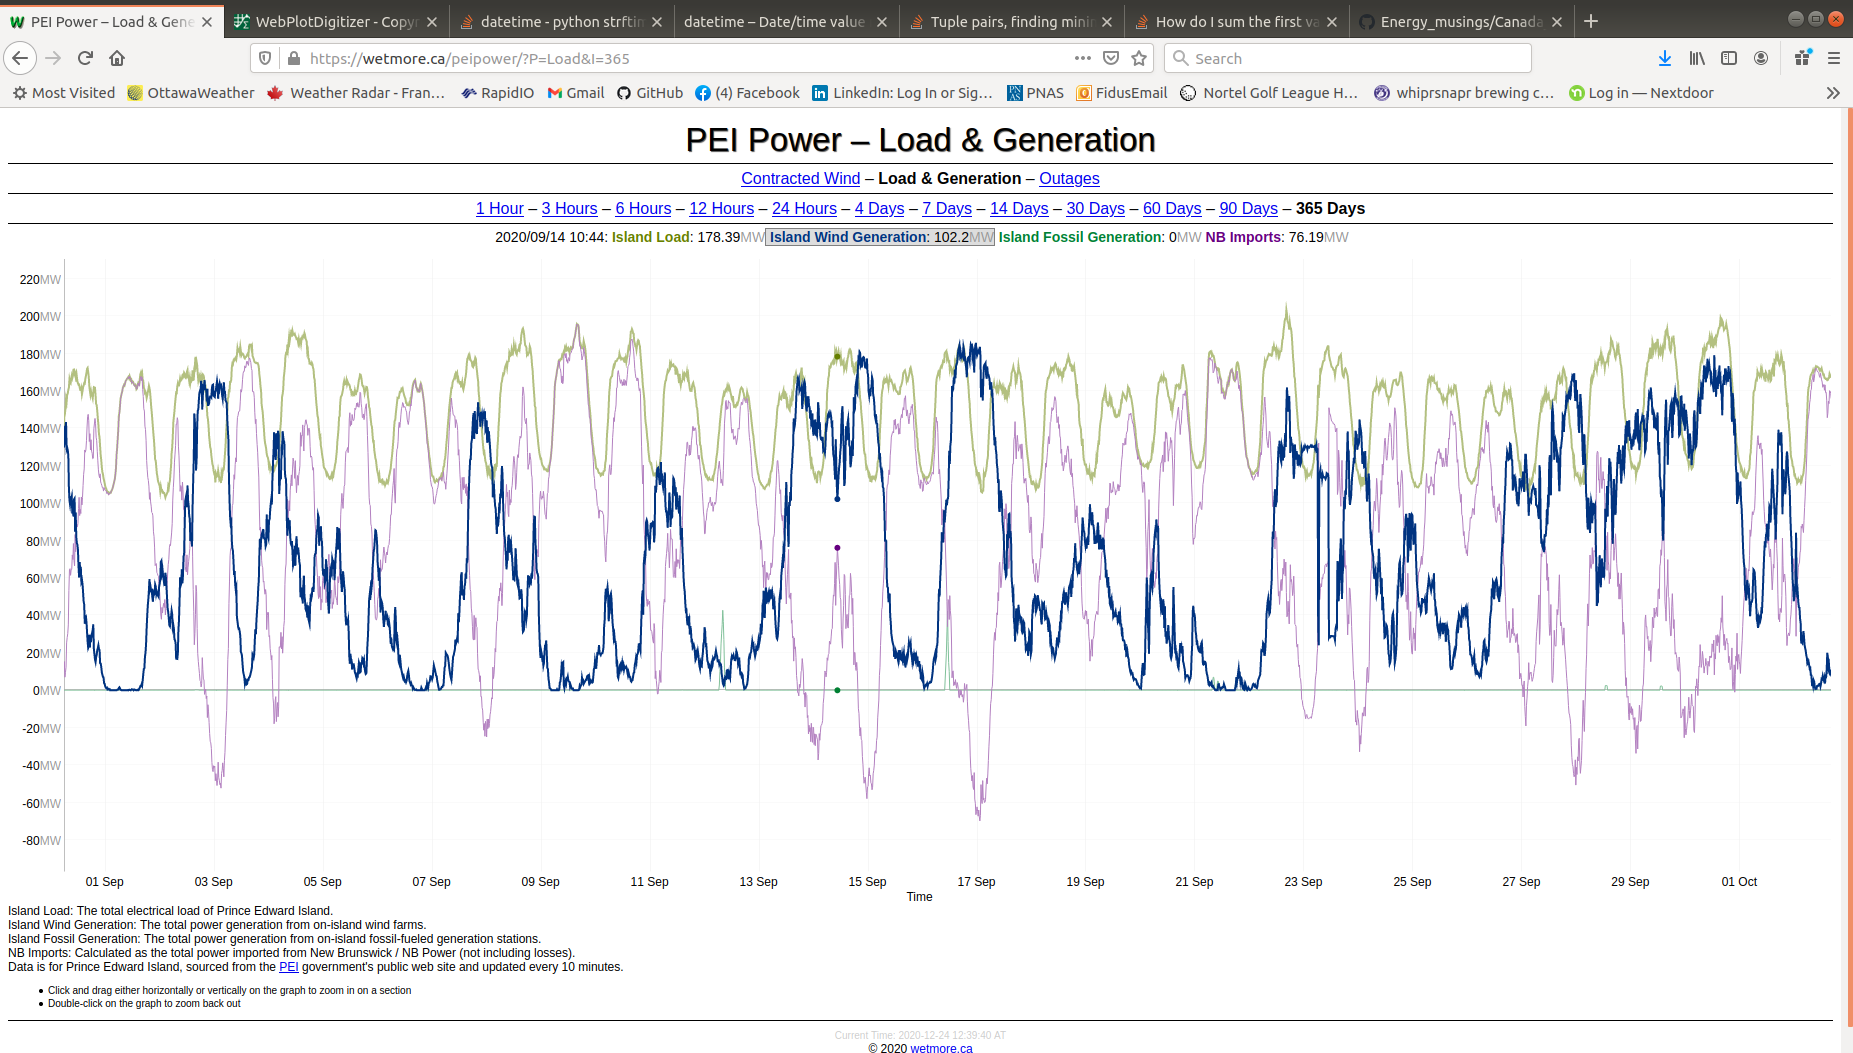 PEI Power – Load & Gene
WebPlotDigitizer - Copyr
datetime - python strftim
datetime – Date/time value
Tuple pairs, finding minin
How do I sum the first va
Energy_musings/Canada
https://wetmore.ca/peipower/?P=Load&I=365
Search
Most Visited OttawaWeather Weather Radar - Fran… RapidIO Gmail GitHub (4) Facebook LinkedIn: Log In or Sig… PNAS FidusEmail Nortel Golf League H… whiprsnapr brewing c… Log in — Nextdoor
PEI Power – Load & Generation
Contracted Wind – Load & Generation – Outages
1 Hour – 3 Hours – 6 Hours – 12 Hours – 24 Hours – 4 Days – 7 Days – 14 Days – 30 Days – 60 Days – 90 Days – 365 Days
2020/09/14 10:44: Island Load: 178.39MW Island Wind Generation: 102.2MW Island Fossil Generation: 0MW NB Imports: 76.19MW
220MW
200MW
180MW
160MW
140MW
120MW
100MW
80MW
60MW
40MW
20MW
0MW
-20MW
-40MW
-60MW
-80MW
01 Sep 03 Sep 05 Sep 07 Sep 09 Sep 11 Sep 13 Sep 15 Sep 17 Sep 19 Sep 21 Sep 23 Sep 25 Sep 27 Sep 29 Sep 01 Oct
Time
Island Load: The total electrical load of Prince Edward Island.
Island Wind Generation: The total power generation from on-island wind farms.
Island Fossil Generation: The total power generation from on-island fossil-fueled generation stations.
NB Imports: Calculated as the total power imported from New Brunswick / NB Power (not including losses).
Data is for Prince Edward Island, sourced from the PEI government's public web site and updated every 10 minutes.
• Click and drag either horizontally or vertically on the graph to zoom in on a section
• Double-click on the graph to zoom back out
Current Time: 2020-12-24 12:39:40 AT
© 2020 wetmore.ca